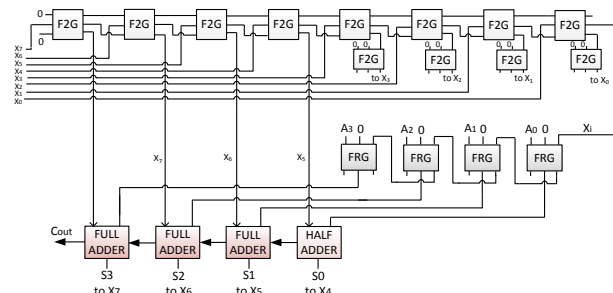 0 F2G F2G F2G F2G F2G F2G F2G F2G
X7 0
X6
X5
X4
X3
X2
X1
X0
0 0 0 0 0 0 0 0
F2G F2G F2G F2G
to X3 to X2 to X1 to X0
A3 0 A2 0 A1 0 A0 0 Xi
FRG FRG FRG FRG
X7 X6 X5
Cout
FULL ADDER FULL ADDER FULL ADDER HALF ADDER
S3 S2 S1 S0
to X7 to X6 to X5 to X4